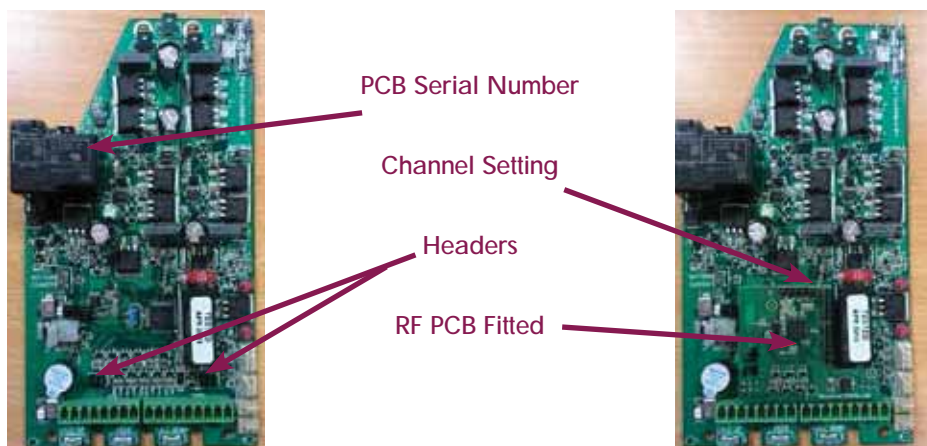 PCB Serial Number
Channel Setting
Headers
RF PCB Fitted